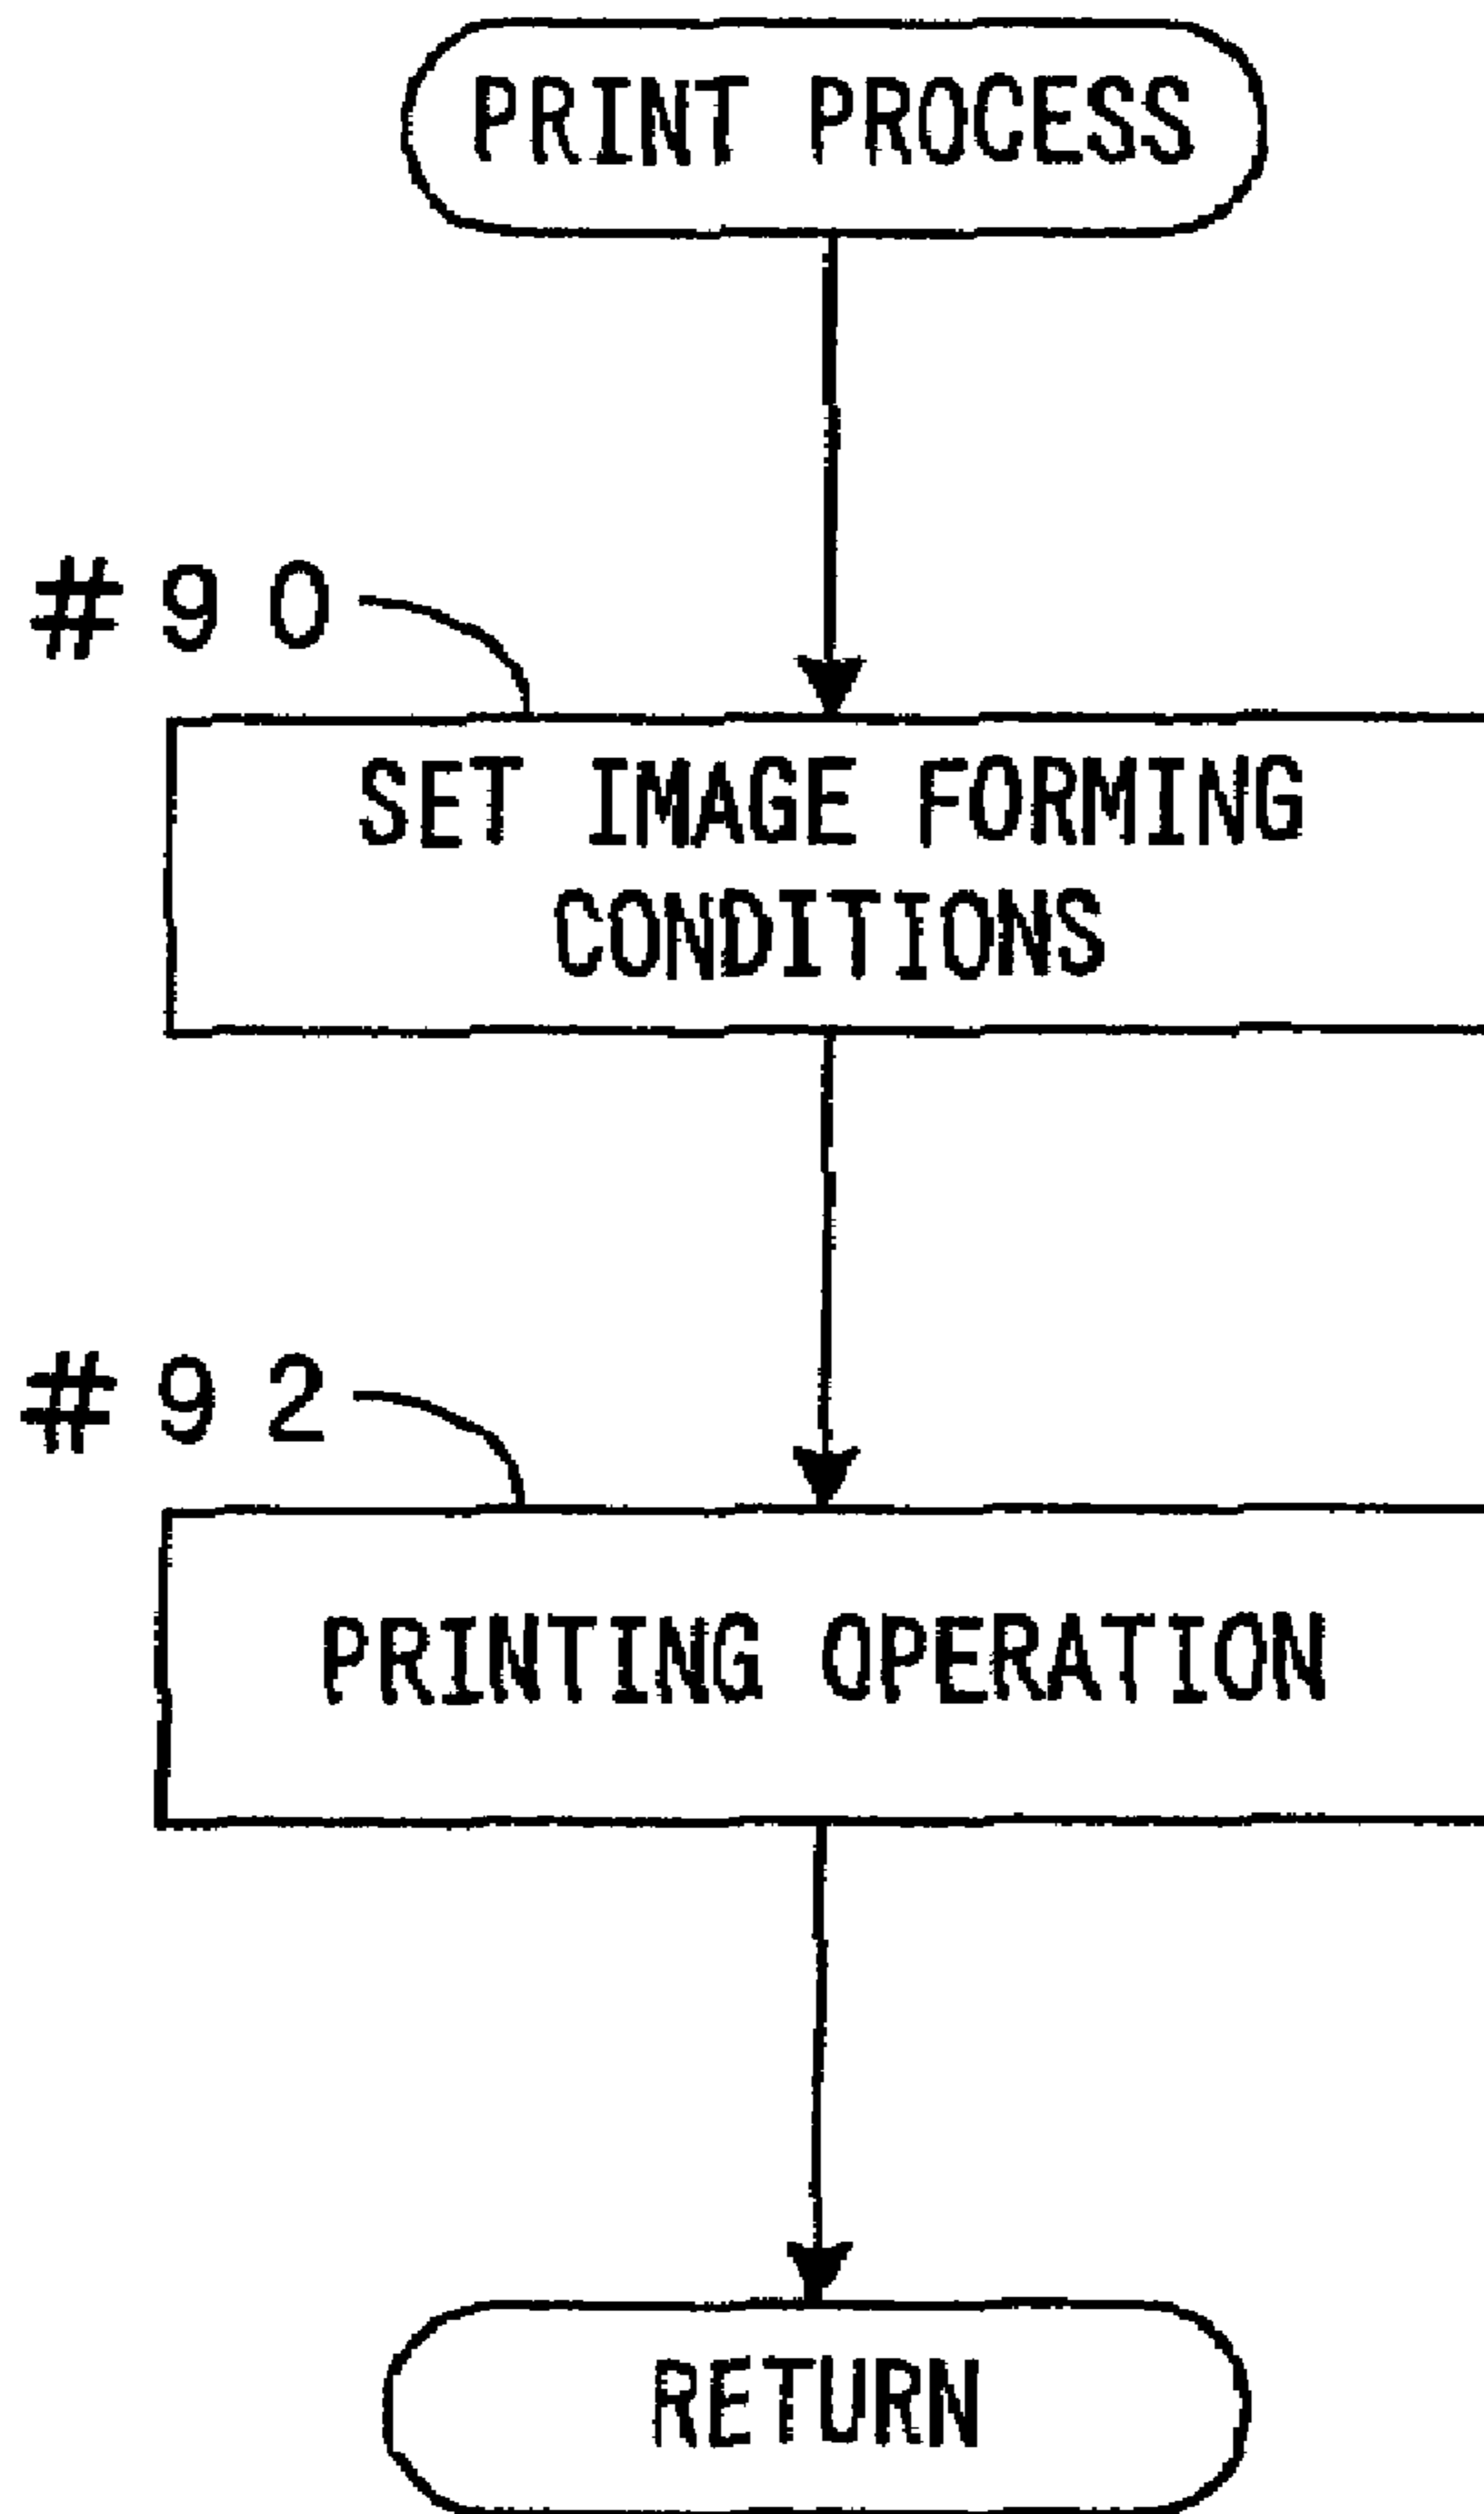 PRINT PROCESS
#90
SET IMAGE FORMING
CONDITIONS
#92
PRINTING OPERATION
RETURN